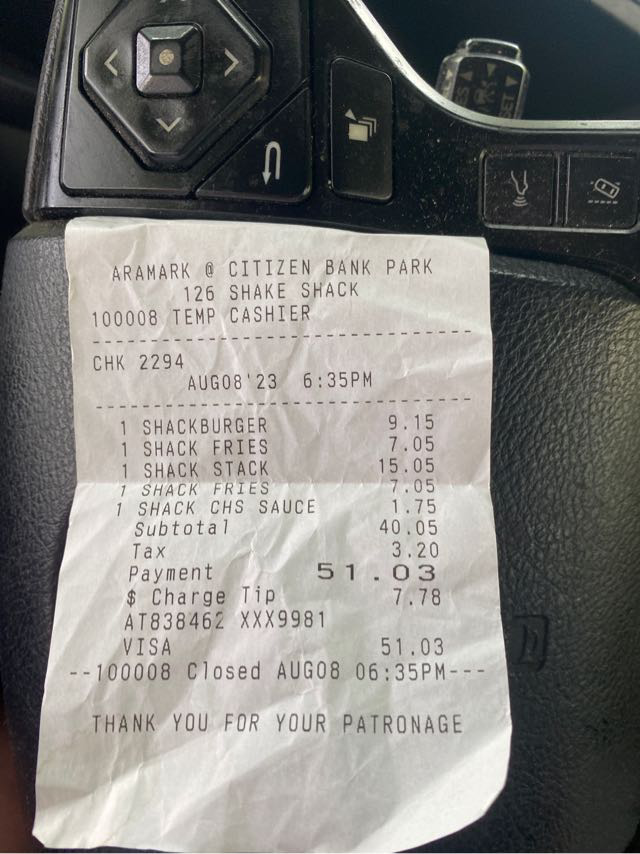 ARAMARK @ CITIZEN BANK PARK
126 SHAKE SHACK
100008 TEMP CASHIER
CHK 2294
AUG08'23 6:35PM
1 SHACKBURGER 9.15
1 SHACK FRIES 7.05
1 SHACK STACK 15.05
1 SHACK FRIES 7.05
1 SHACK CHS SAUCE 1.75
Subtotal 40.05
Tax 3.20
Payment 51.03
$ Charge Tip 7.78
AT838462 XXX9981
VISA 51.03
--100008 Closed AUG08 06:35PM---
THANK YOU FOR YOUR PATRONAGE